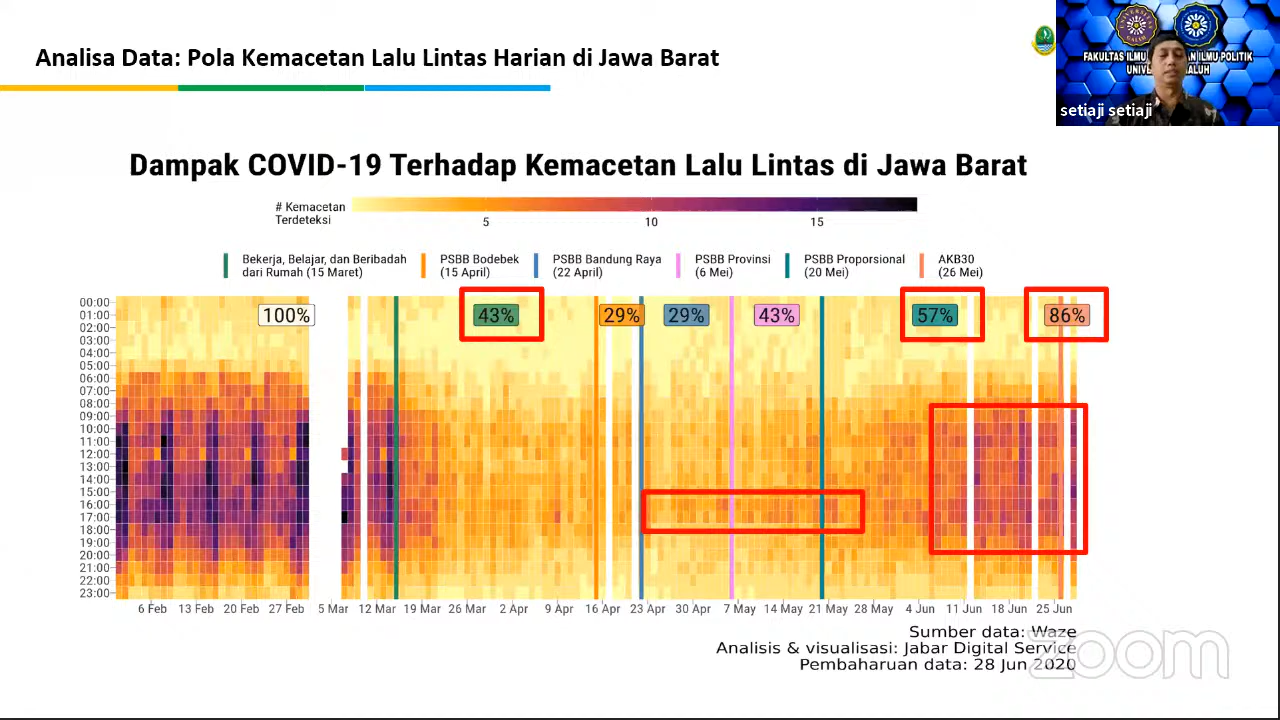 Analisa Data: Pola Kemacetan Lalu Lintas Harian di Jawa Barat
setiaji setiaji
Dampak COVID-19 Terhadap Kemacetan Lalu Lintas di Jawa Barat
# Kemacetan
Terdeteksi
5 10 15
Bekerja, Belajar, dan Beribadah
dari Rumah (15 Maret)
PSBB Bodebek
(15 April)
PSBB Bandung Raya
(22 April)
PSBB Provinsi
(6 Mei)
PSBB Proporsional
(20 Mei)
AKB30
(26 Mei)
100% 43% 29% 29% 43% 57% 86%
00:00
01:00
02:00
03:00
04:00
05:00
06:00
07:00
08:00
09:00
10:00
11:00
12:00
13:00
14:00
15:00
16:00
17:00
18:00
19:00
20:00
21:00
22:00
23:00
6 Feb 13 Feb 20 Feb 27 Feb 5 Mar 12 Mar 19 Mar 26 Mar 2 Apr 9 Apr 16 Apr 23 Apr 30 Apr 7 May 14 May 21 May 28 May 4 Jun 11 Jun 18 Jun 25 Jun
Sumber data: Waze
Analisis & visualisasi: Jabar Digital Service
Pembaharuan data: 28 Jun 2020
zoom